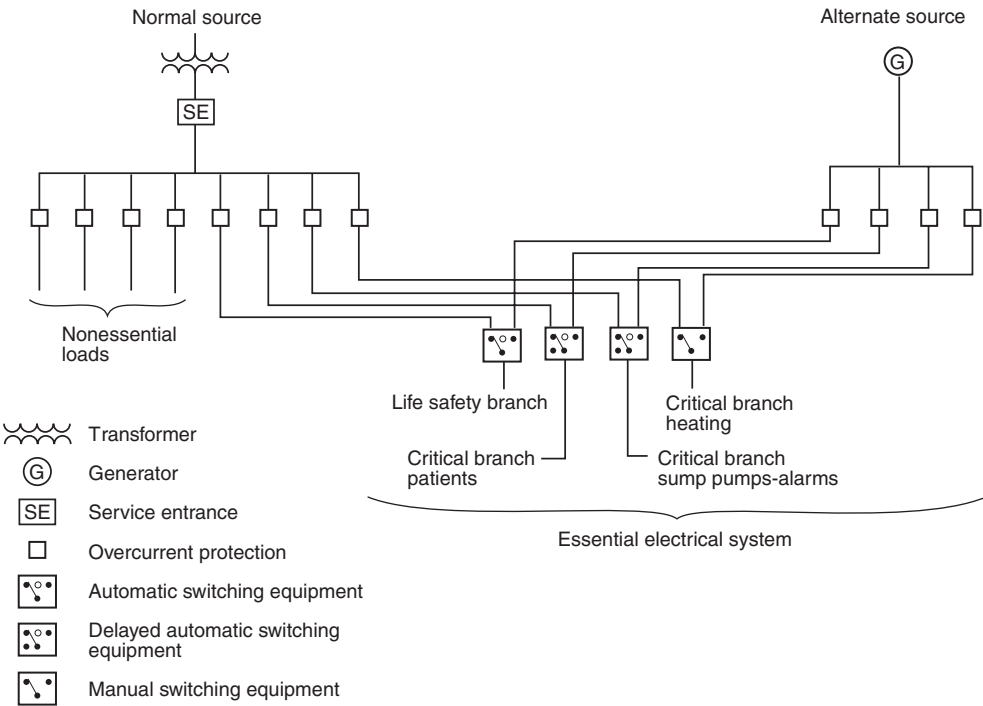 Normal source
Alternate source
G
SE
Nonessential
loads
Life safety branch
Critical branch
heating
Critical branch
patients
Critical branch
sump pumps-alarms
Essential electrical system
Transformer
G
Generator
SE
Service entrance
Overcurrent protection
Automatic switching equipment
Delayed automatic switching
equipment
Manual switching equipment